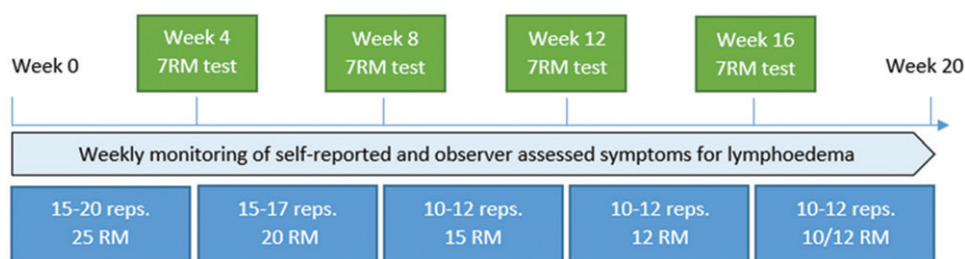 Week 4
7RM test
Week 8
7RM test
Week 12
7RM test
Week 16
7RM test
Week 0
Week 20
Weekly monitoring of self-reported and observer assessed symptoms for lymphoedema
15-20 reps.
25 RM
15-17 reps.
20 RM
10-12 reps.
15 RM
10-12 reps.
12 RM
10-12 reps.
10/12 RM